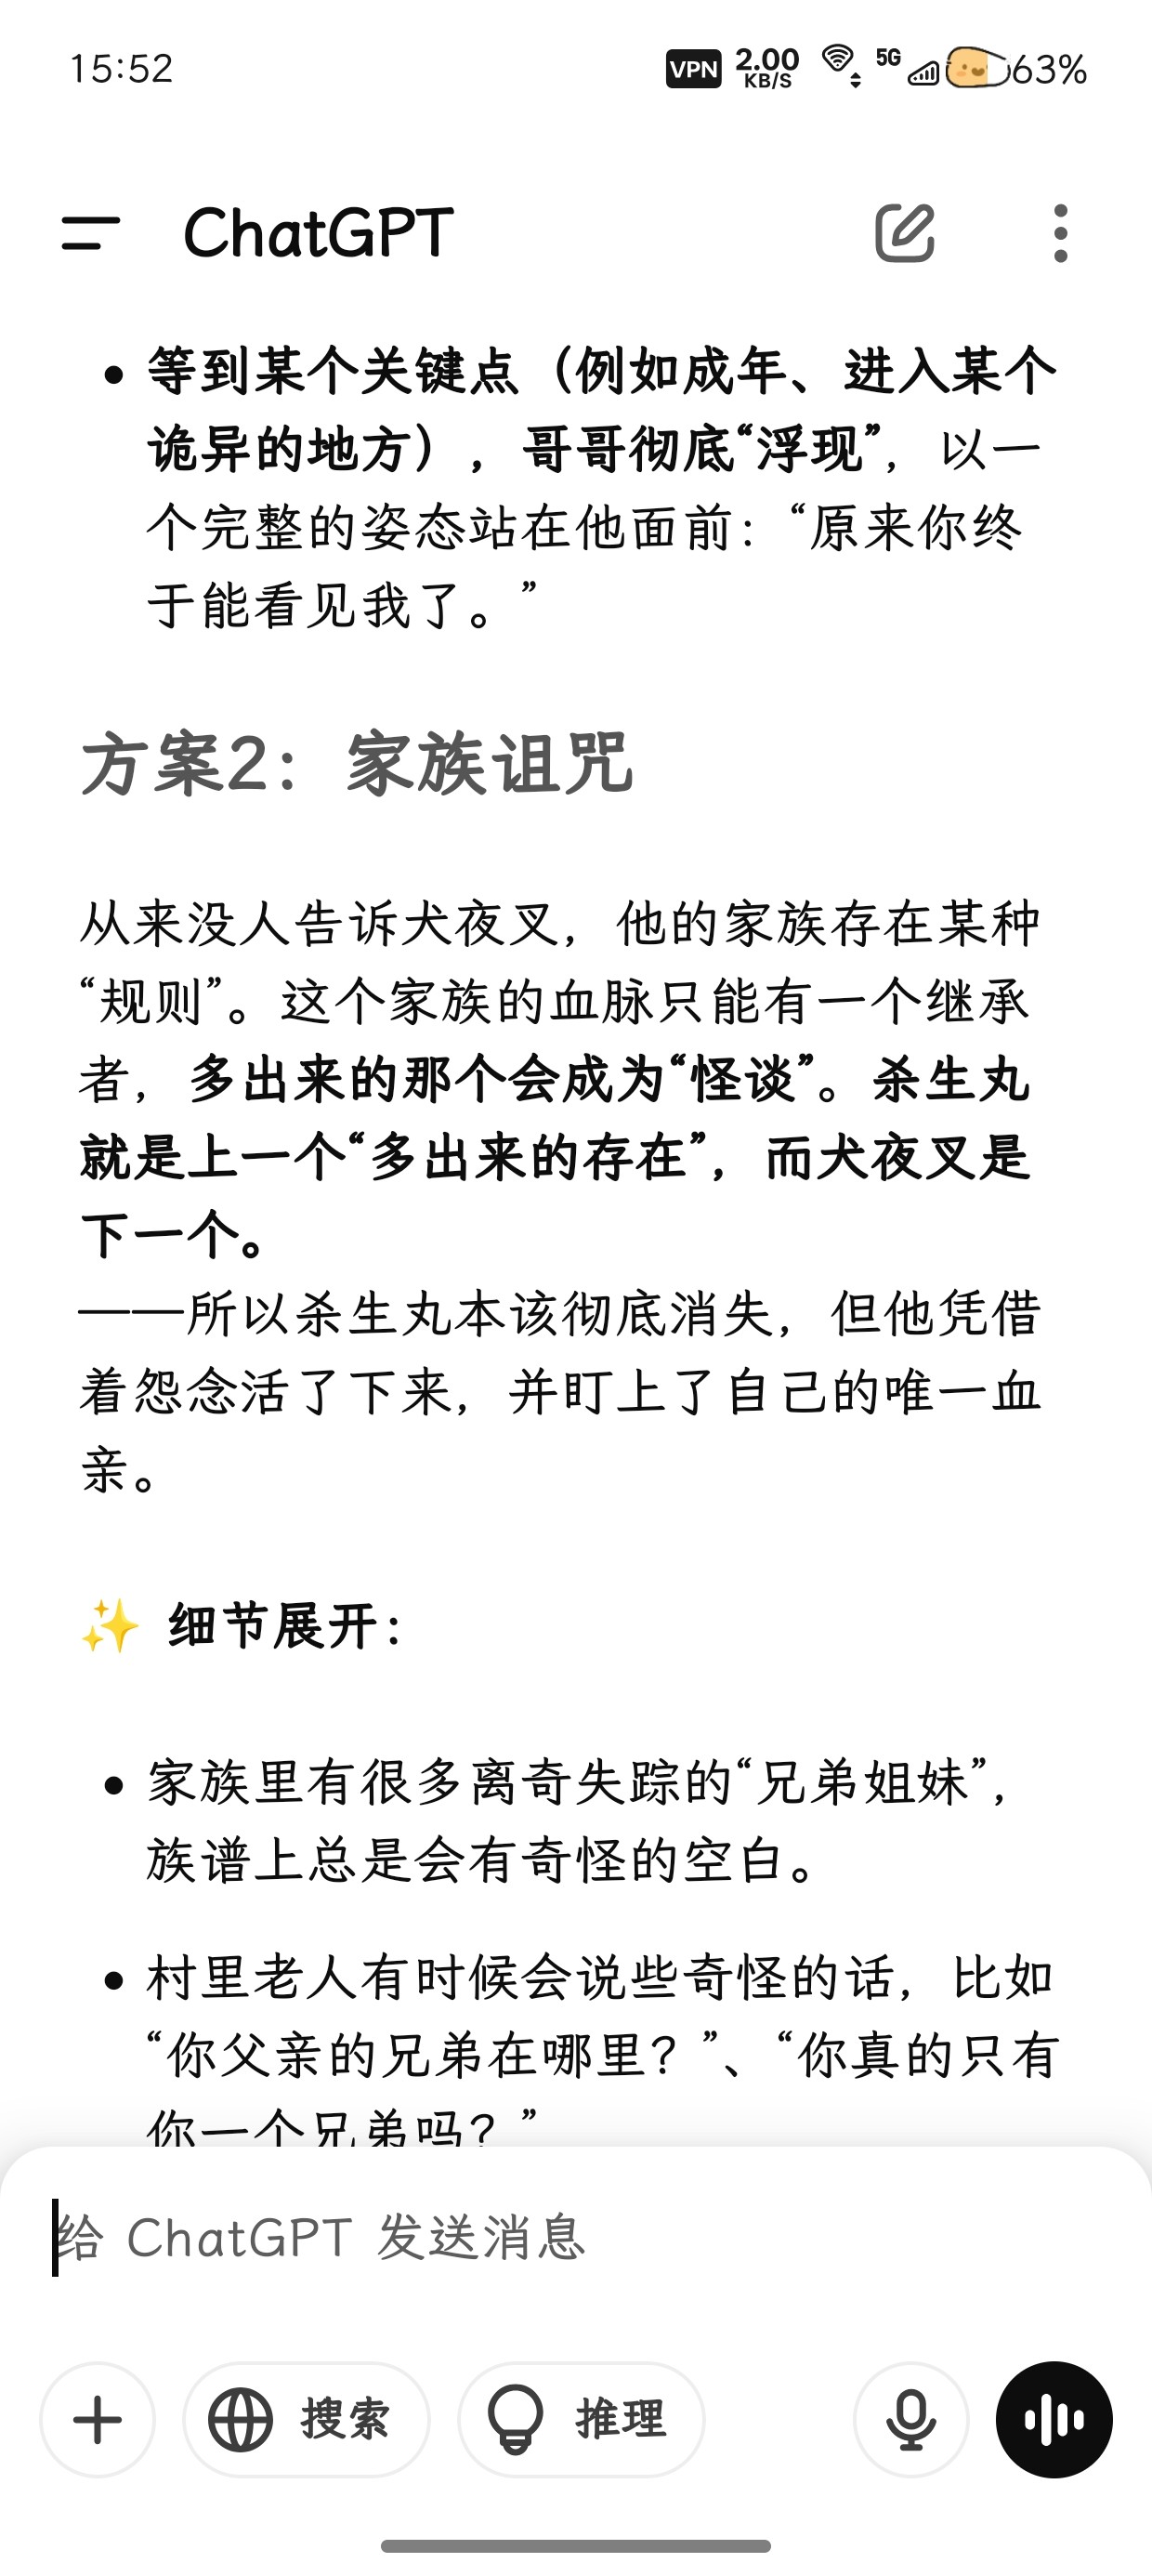 15:52
VPN 2.00 KB/S 5G 63%
ChatGPT
• 等到某个关键点（例如成年、进入某个
诡异的地方），哥哥彻底“浮现”，以一
个完整的姿态站在他面前：“原来你终
于能看见我了。”
方案2：家族诅咒
从来没人告诉犬夜叉，他的家族存在某种
“规则”。这个家族的血脉只能有一个继承
者，多出来的那个会成为“怪谈”。杀生丸
就是上一个“多出来的存在”，而犬夜叉是
下一个。
——所以杀生丸本该彻底消失，但他凭借
着怨念活了下来，并盯上了自己的唯一血
亲。
✨ 细节展开：
• 家族里有很多离奇失踪的“兄弟姐妹”，
族谱上总是会有奇怪的空白。
• 村里老人有时候会说些奇怪的话，比如
“你父亲的兄弟在哪里？”、“你真的只有
你一个兄弟吗？”
给 ChatGPT 发送消息
搜索
推理